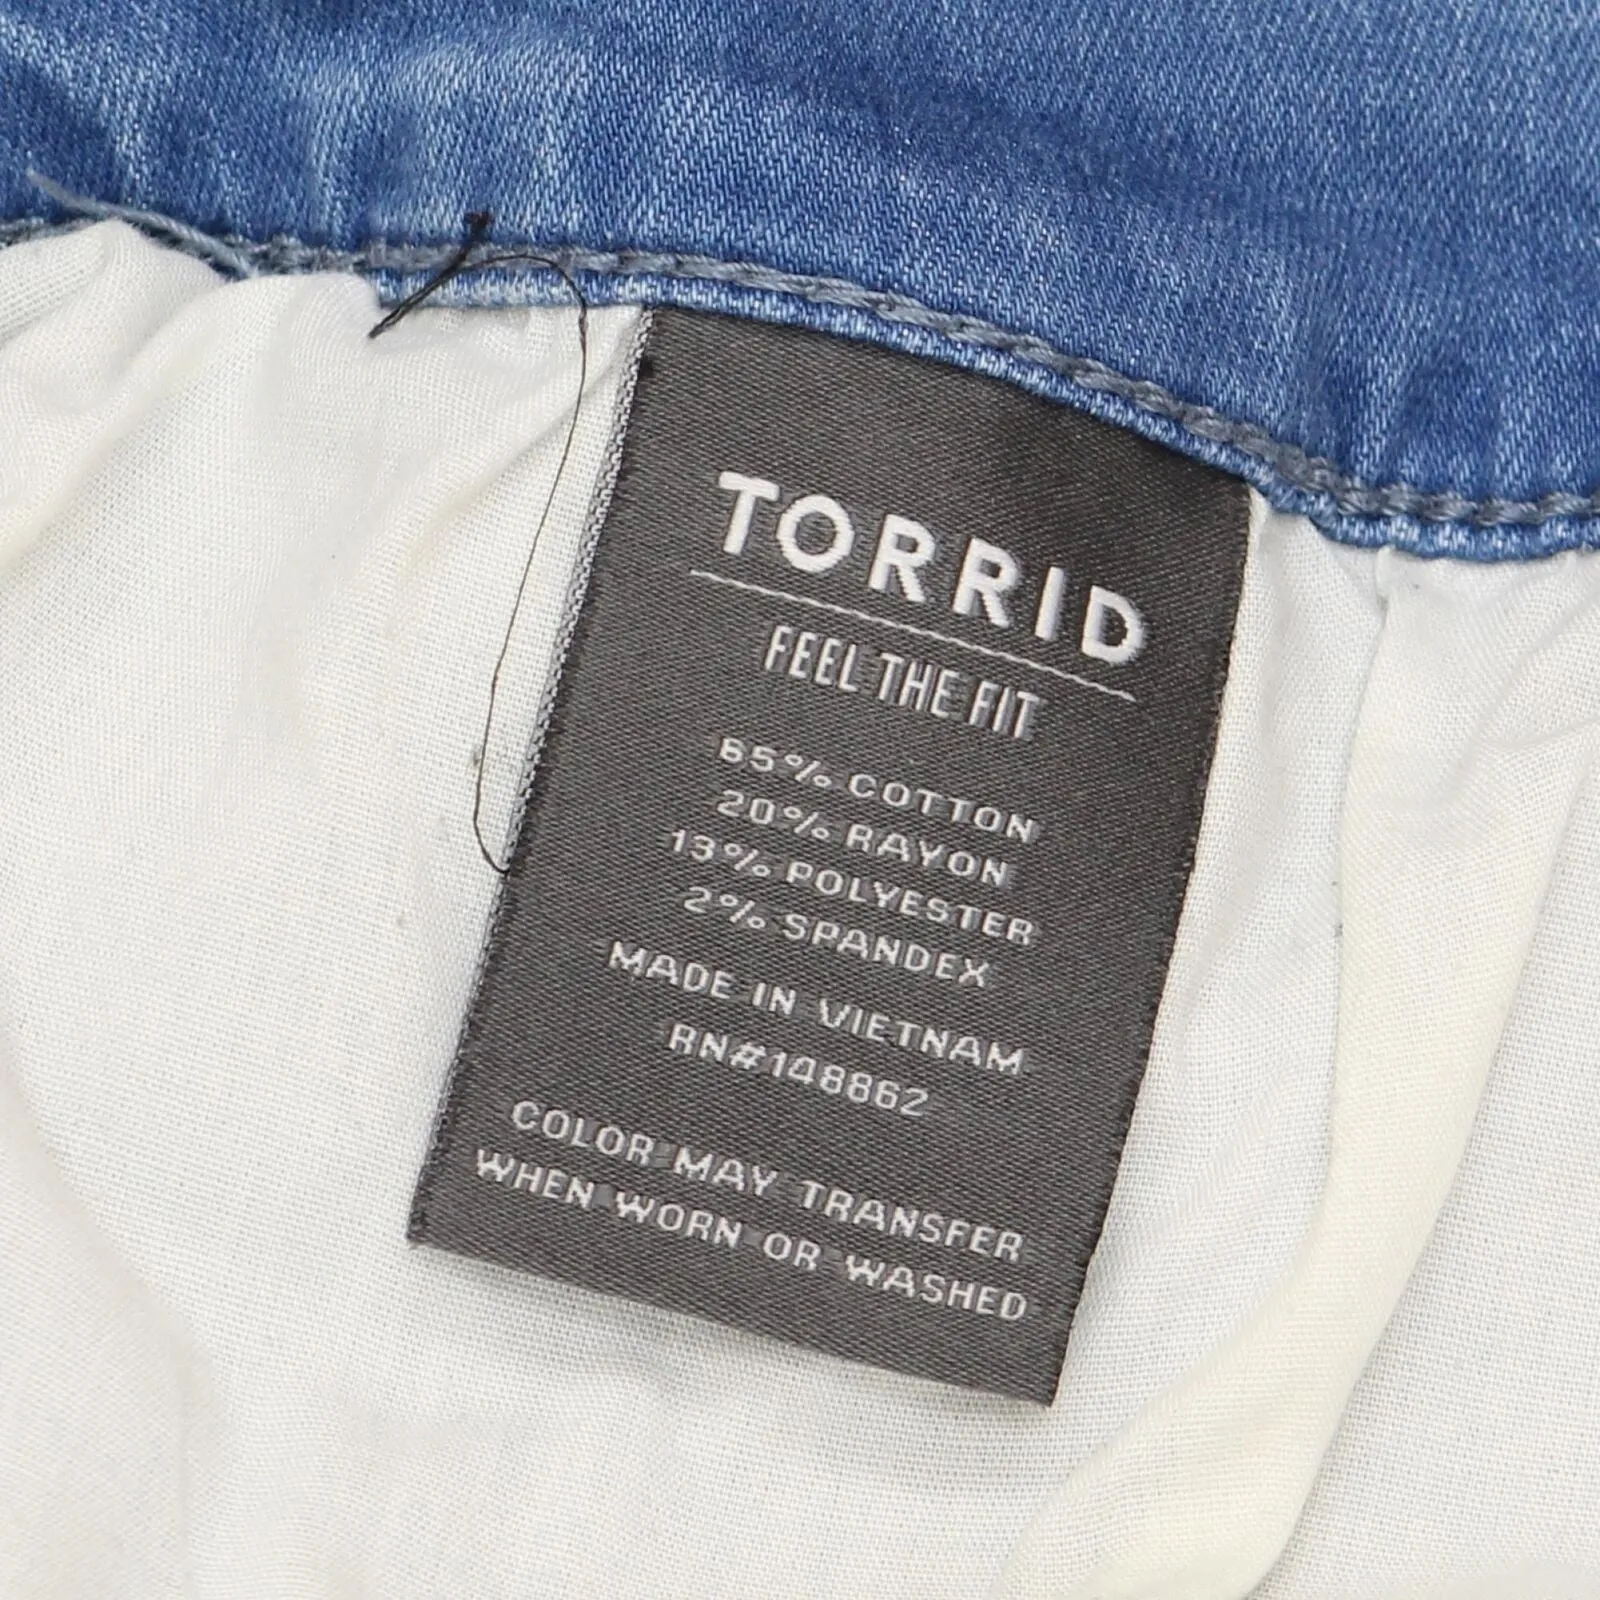 TORRID
FEEL THE FIT
65% COTTON
20% RAYON
13% POLYESTER
2% SPANDEX
MADE IN VIETNAM
RN#148862
COLOR MAY TRANSFER
WHEN WORN OR WASHED